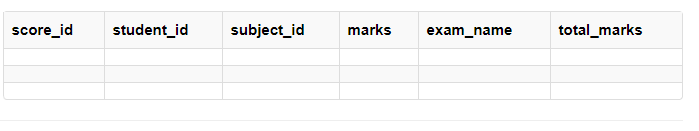 score_id student_id subject_id marks exam_name total_marks